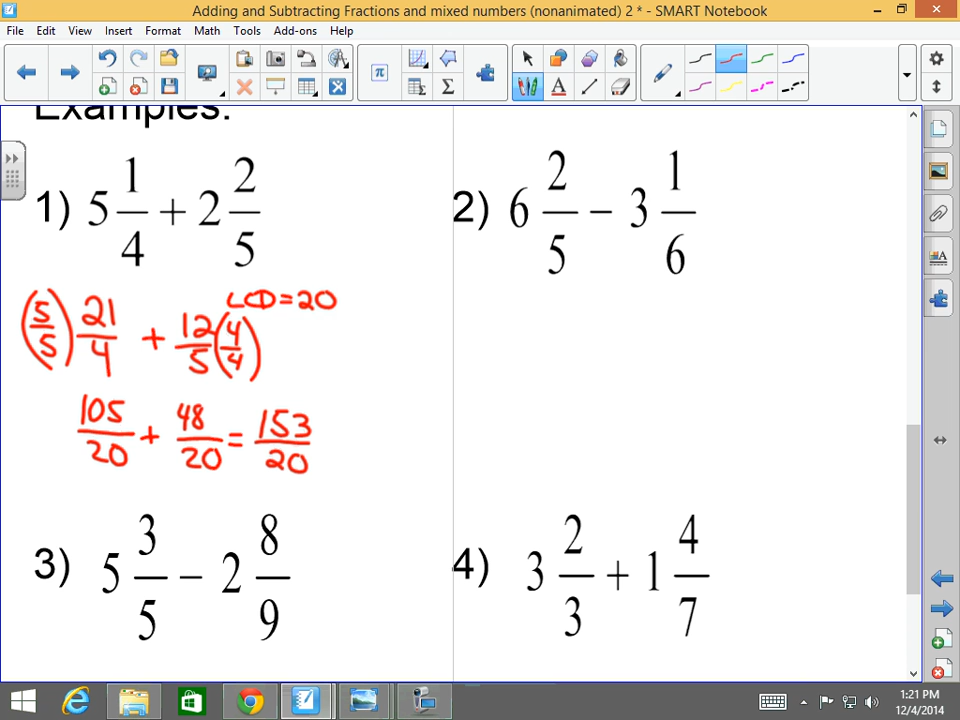 Adding and Subtracting Fractions and mixed numbers (nonanimated) 2 * - SMART Notebook
File Edit View Insert Format Math Tools Add-ons Help
Examples:
1) 5 1/4 + 2 2/5
LCD = 20
(5/5) 21/4 + 12/5 (4/4)
105/20 + 48/20 = 153/20
2) 6 2/5 − 3 1/6
3) 5 3/5 − 2 8/9
4) 3 2/3 + 1 4/7
1:21 PM
12/4/2014